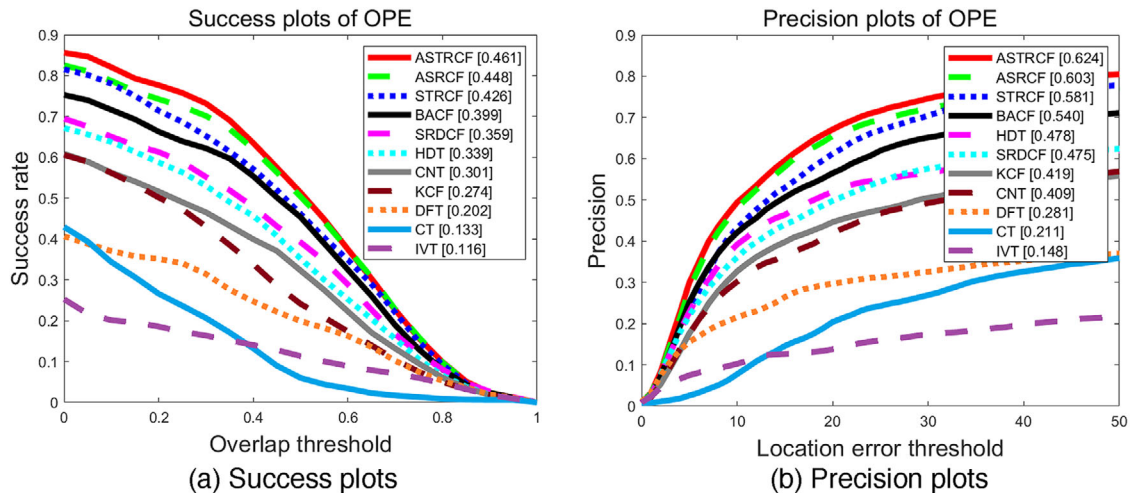 Success plots of OPE
0.9
0.8
0.7
0.6
0.5
0.4
0.3
0.2
0.1
0
Success rate
ASTRCF [0.461]
ASRCF [0.448]
STRCF [0.426]
BACF [0.399]
SRDCF [0.359]
HDT [0.339]
CNT [0.301]
KCF [0.274]
DFT [0.202]
CT [0.133]
IVT [0.116]
0 0.2 0.4 0.6 0.8 1
Overlap threshold
(a) Success plots
Precision plots of OPE
0.9
0.8
0.7
0.6
0.5
0.4
0.3
0.2
0.1
0
Precision
ASTRCF [0.624]
ASRCF [0.603]
STRCF [0.581]
BACF [0.540]
HDT [0.478]
SRDCF [0.475]
KCF [0.419]
CNT [0.409]
DFT [0.281]
CT [0.211]
IVT [0.148]
0 10 20 30 40 50
Location error threshold
(b) Precision plots